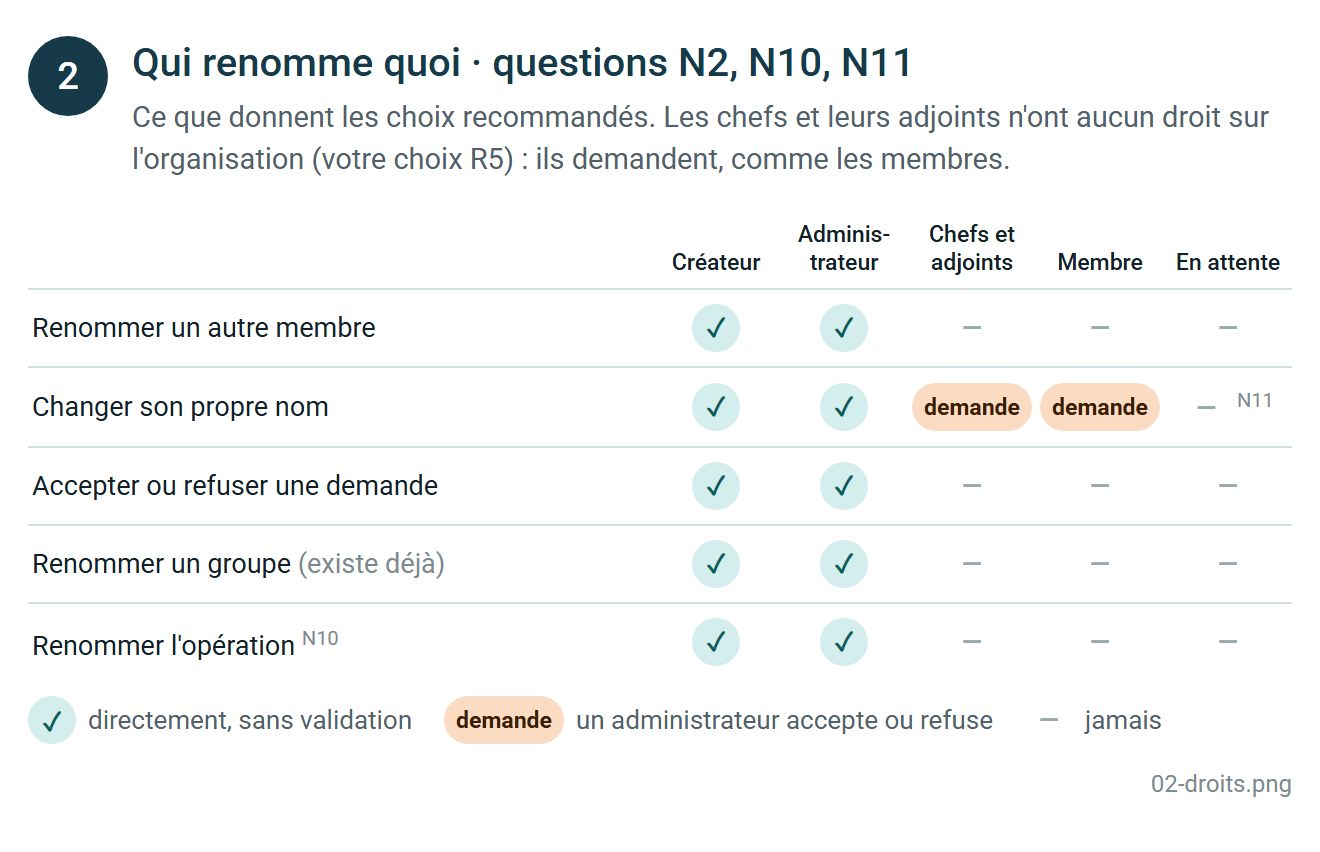 2
Qui renomme quoi · questions N2, N10, N11
Ce que donnent les choix recommandés. Les chefs et leurs adjoints n'ont aucun droit sur
l'organisation (votre choix R5) : ils demandent, comme les membres.
Créateur Adminis-
trateur Chefs et
adjoints Membre En attente
Renommer un autre membre ✓ ✓ – – –
Changer son propre nom ✓ ✓ demande demande – N11
Accepter ou refuser une demande ✓ ✓ – – –
Renommer un groupe (existe déjà) ✓ ✓ – – –
Renommer l'opération N10 ✓ ✓ – – –
✓ directement, sans validation demande un administrateur accepte ou refuse – jamais
02-droits.png